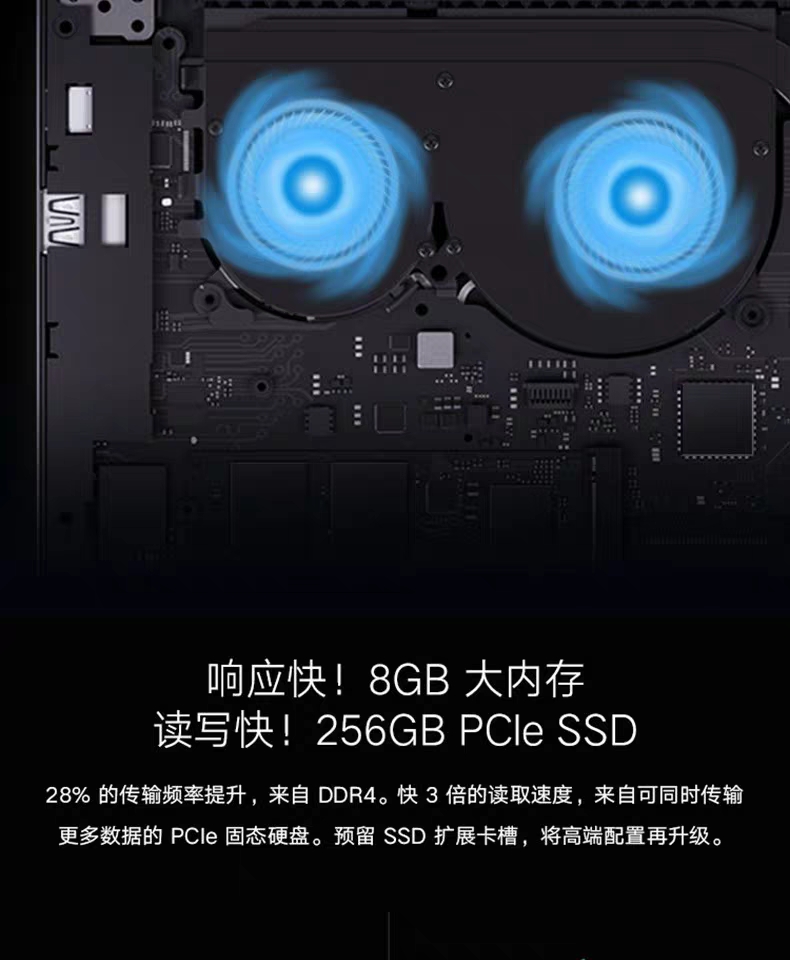 响应快！8GB 大内存
读写快！256GB PCIe SSD
28% 的传输频率提升，来自 DDR4。快 3 倍的读取速度，来自可同时传输
更多数据的 PCIe 固态硬盘。预留 SSD 扩展卡槽，将高端配置再升级。